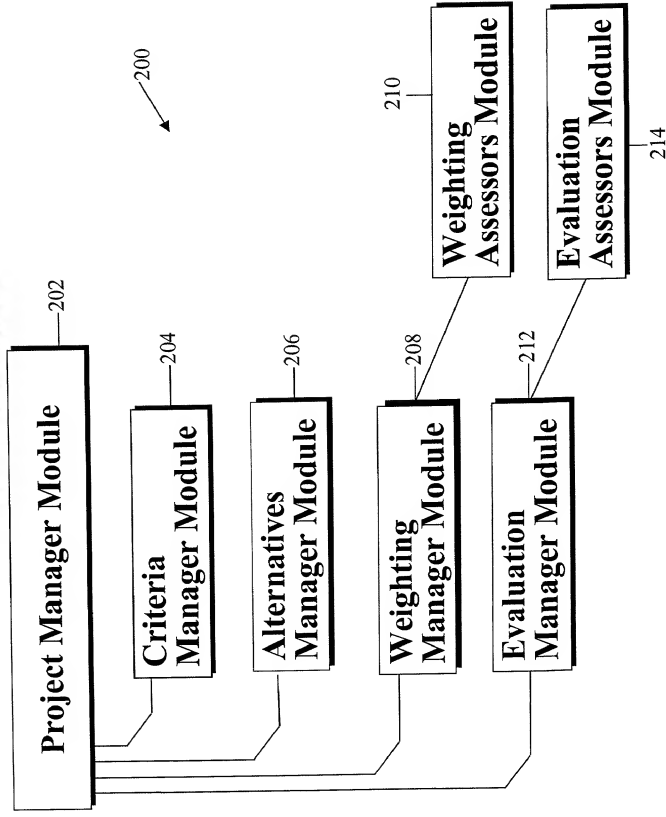 200
Project Manager Module
202
Criteria
Manager Module
204
Alternatives
Manager Module
206
Weighting
Manager Module
208
Weighting
Assessors Module
210
Evaluation
Manager Module
212
Evaluation
Assessors Module
214